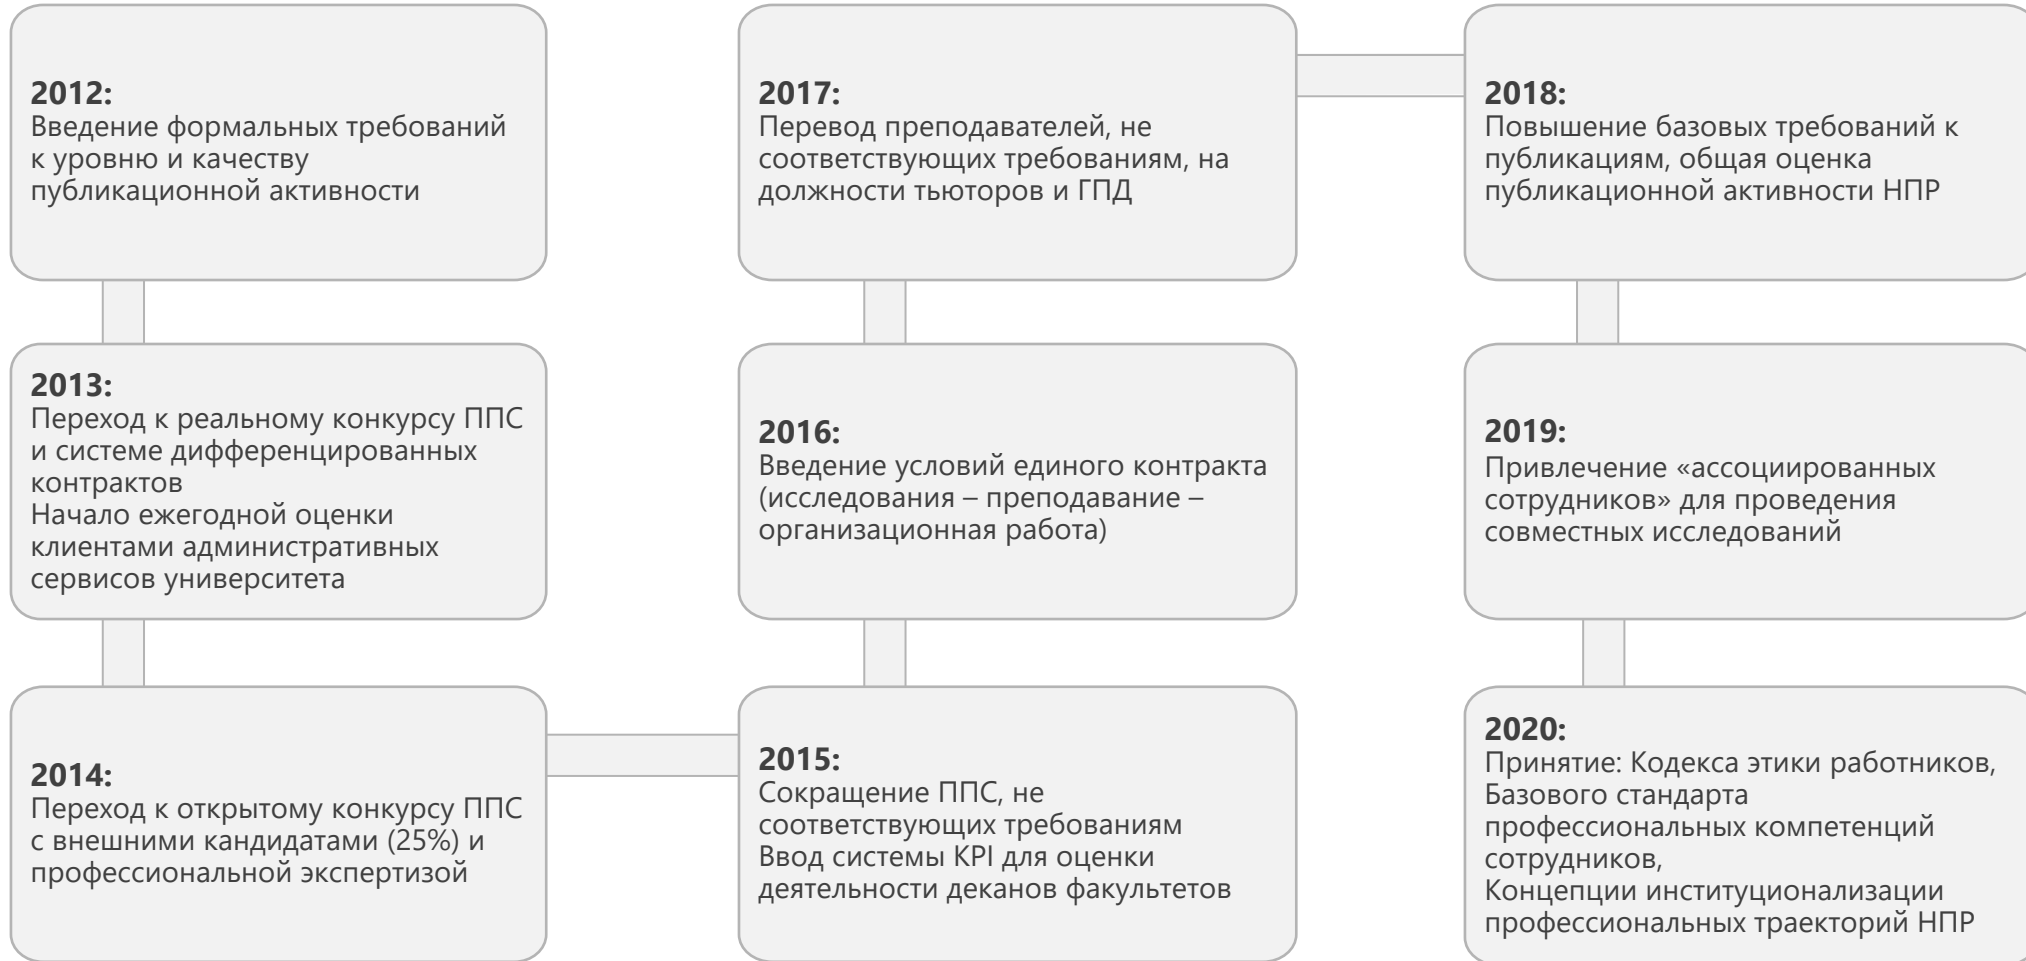 2012:
Введение формальных требований
к уровню и качеству
публикационной активности
2013:
Переход к реальному конкурсу ППС
и системе дифференцированных
контрактов
Начало ежегодной оценки
клиентами административных
сервисов университета
2014:
Переход к открытому конкурсу ППС
с внешними кандидатами (25%) и
профессиональной экспертизой
2015:
Сокращение ППС, не
соответствующих требованиям
Ввод системы KPI для оценки
деятельности деканов факультетов
2016:
Введение условий единого контракта
(исследования – преподавание –
организационная работа)
2017:
Перевод преподавателей, не
соответствующих требованиям, на
должности тьюторов и ГПД
2018:
Повышение базовых требований к
публикациям, общая оценка
публикационной активности НПР
2019:
Привлечение «ассоциированных
сотрудников» для проведения
совместных исследований
2020:
Принятие: Кодекса этики работников,
Базового стандарта
профессиональных компетенций
сотрудников,
Концепции институционализации
профессиональных траекторий НПР